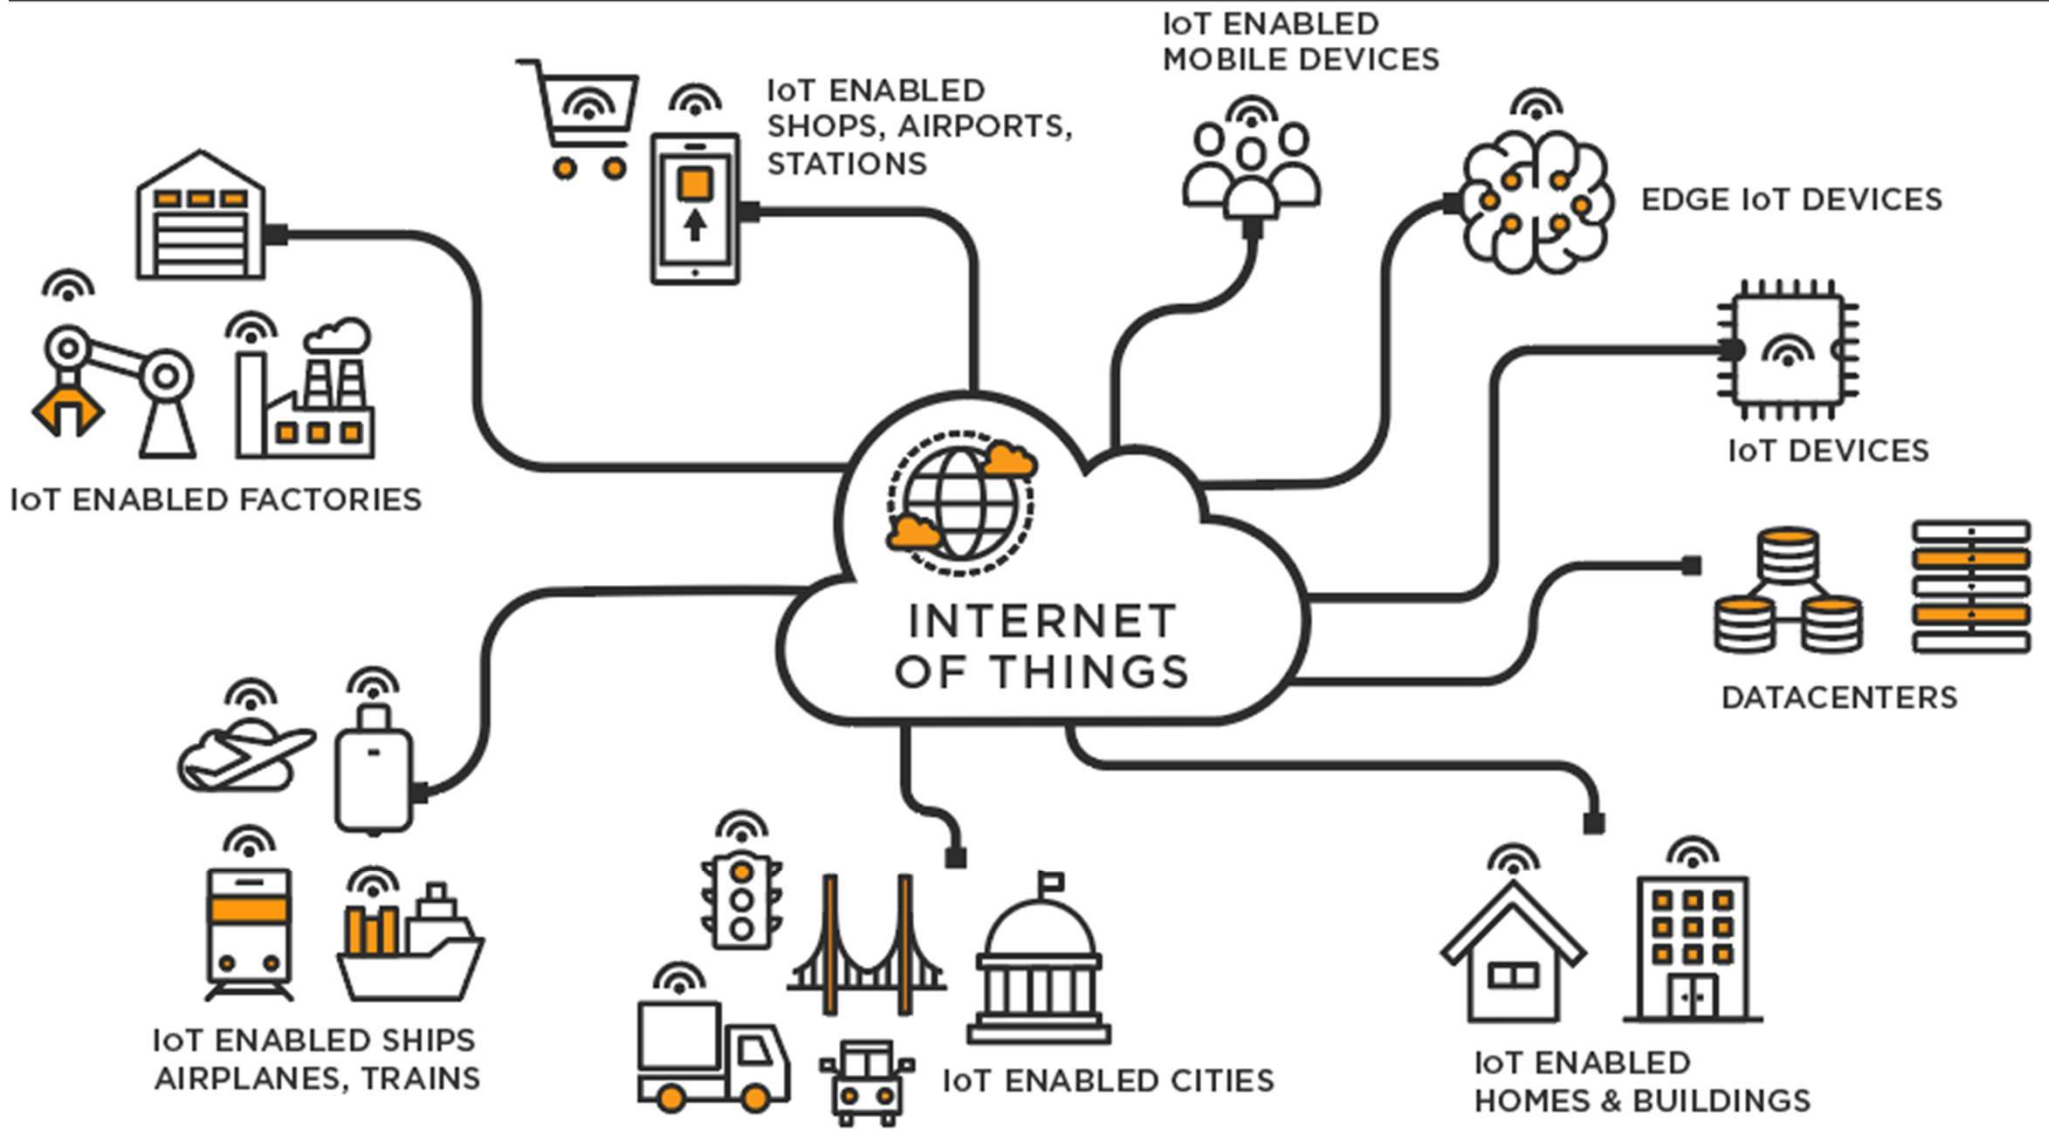 IoT ENABLED
MOBILE DEVICES
IoT ENABLED
SHOPS, AIRPORTS,
STATIONS
EDGE IoT DEVICES
IoT DEVICES
IoT ENABLED FACTORIES
INTERNET
OF THINGS
DATACENTERS
IoT ENABLED SHIPS
AIRPLANES, TRAINS
IoT ENABLED CITIES
IoT ENABLED
HOMES & BUILDINGS